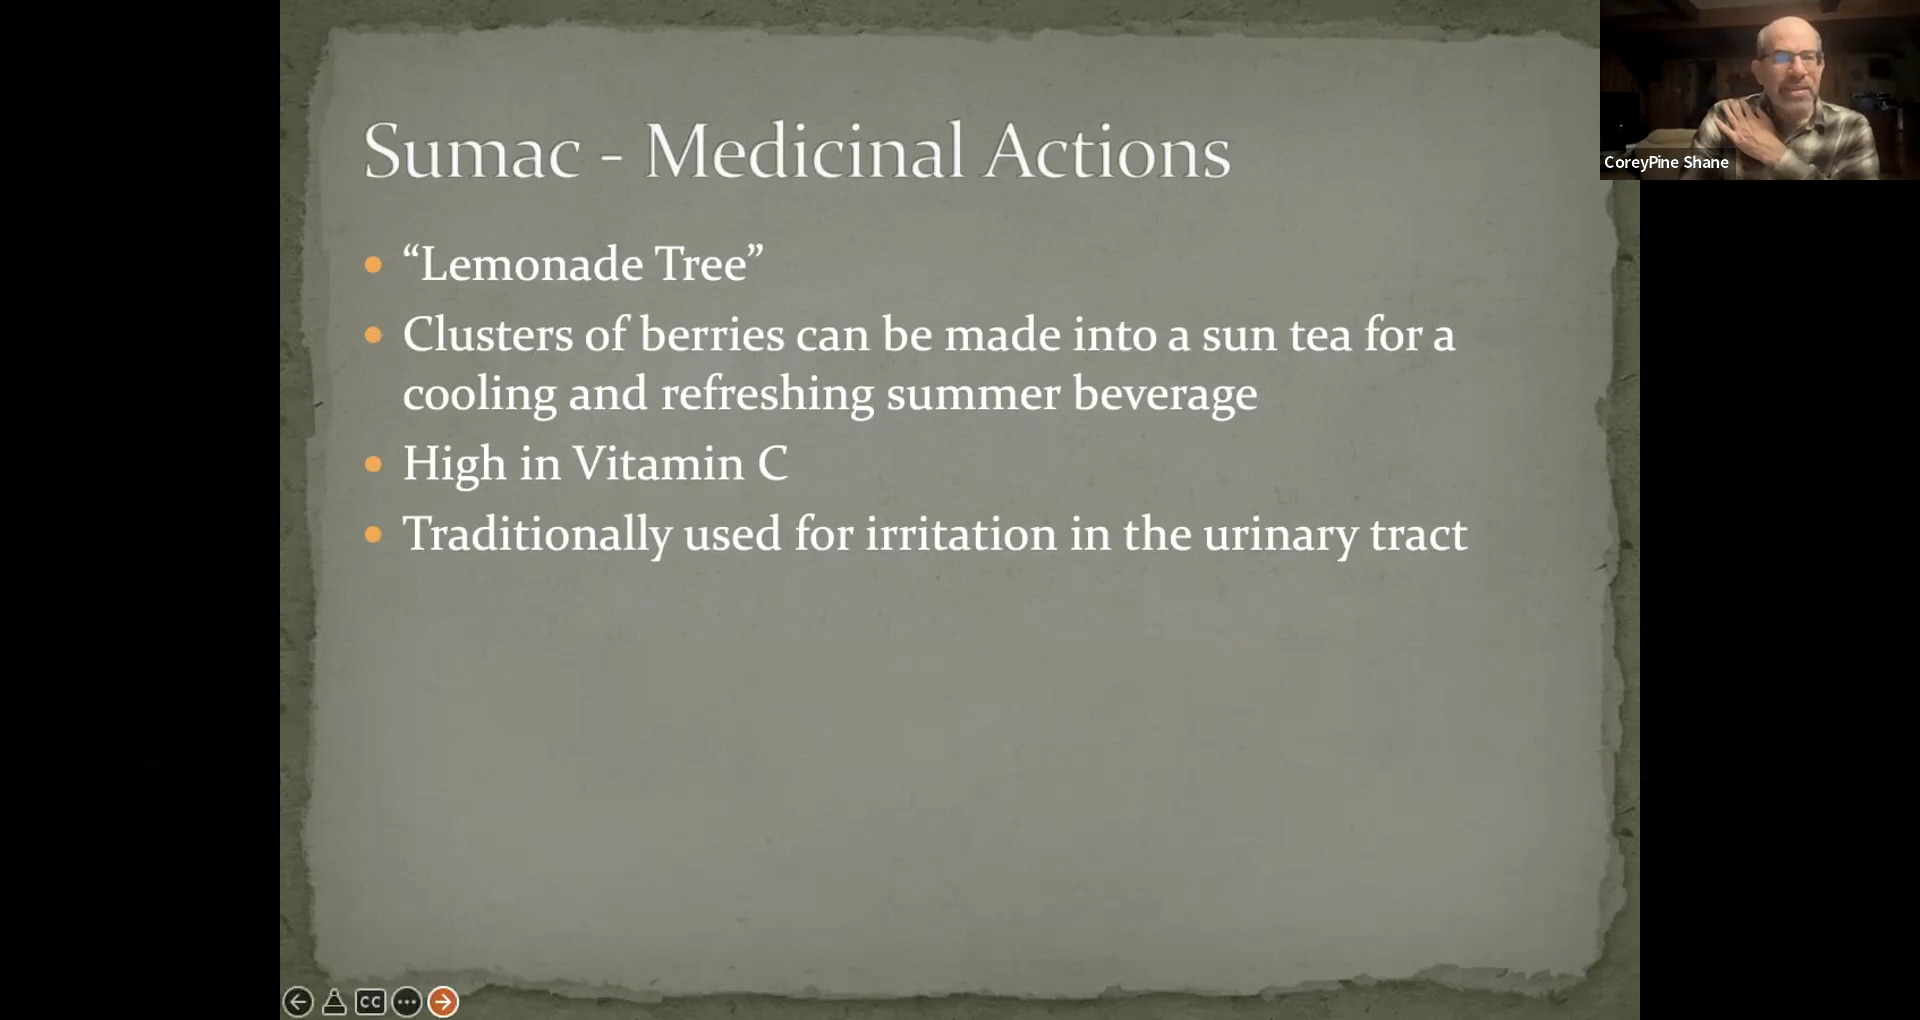 Sumac - Medicinal Actions
• “Lemonade Tree”
• Clusters of berries can be made into a sun tea for a
cooling and refreshing summer beverage
• High in Vitamin C
• Traditionally used for irritation in the urinary tract
CoreyPine Shane
CC